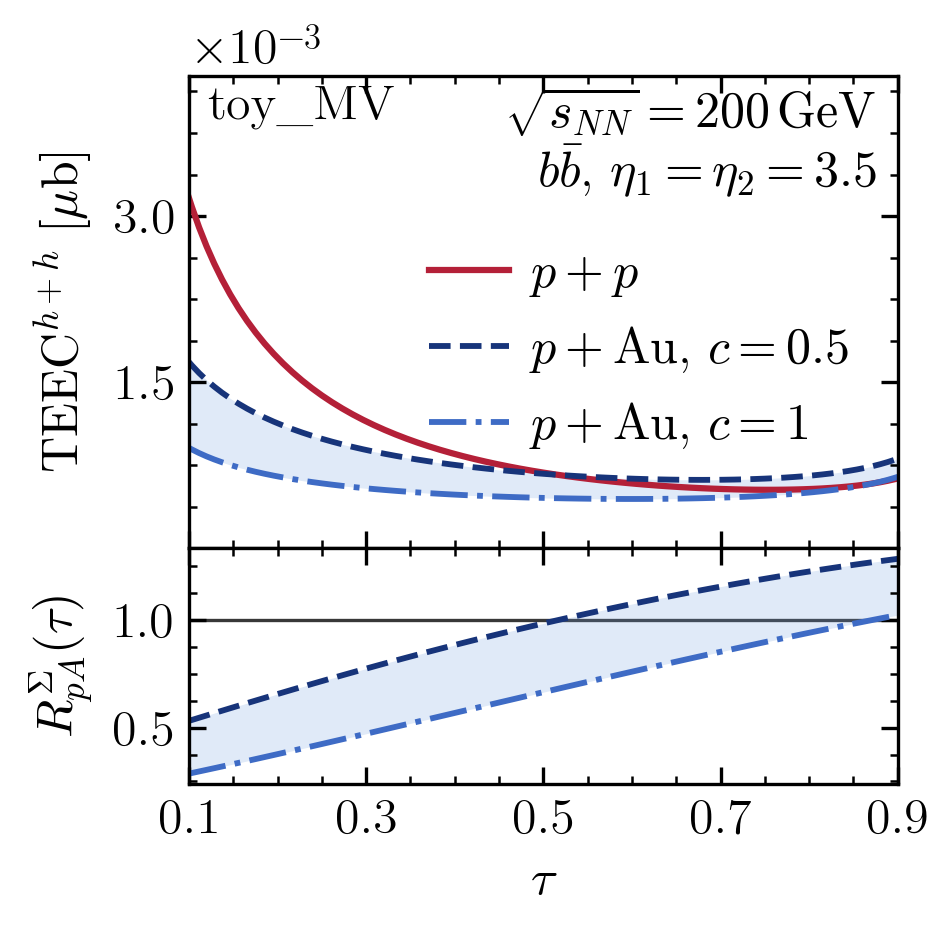 ×10⁻³
toy_MV
√s_NN = 200 GeV
bb̄, η₁ = η₂ = 3.5
TEEC^{h+h} [μb]
3.0
1.5
p + p
p + Au, c = 0.5
p + Au, c = 1
R^Σ_{pA}(τ)
1.0
0.5
0.1 0.3 0.5 0.7 0.9
τ